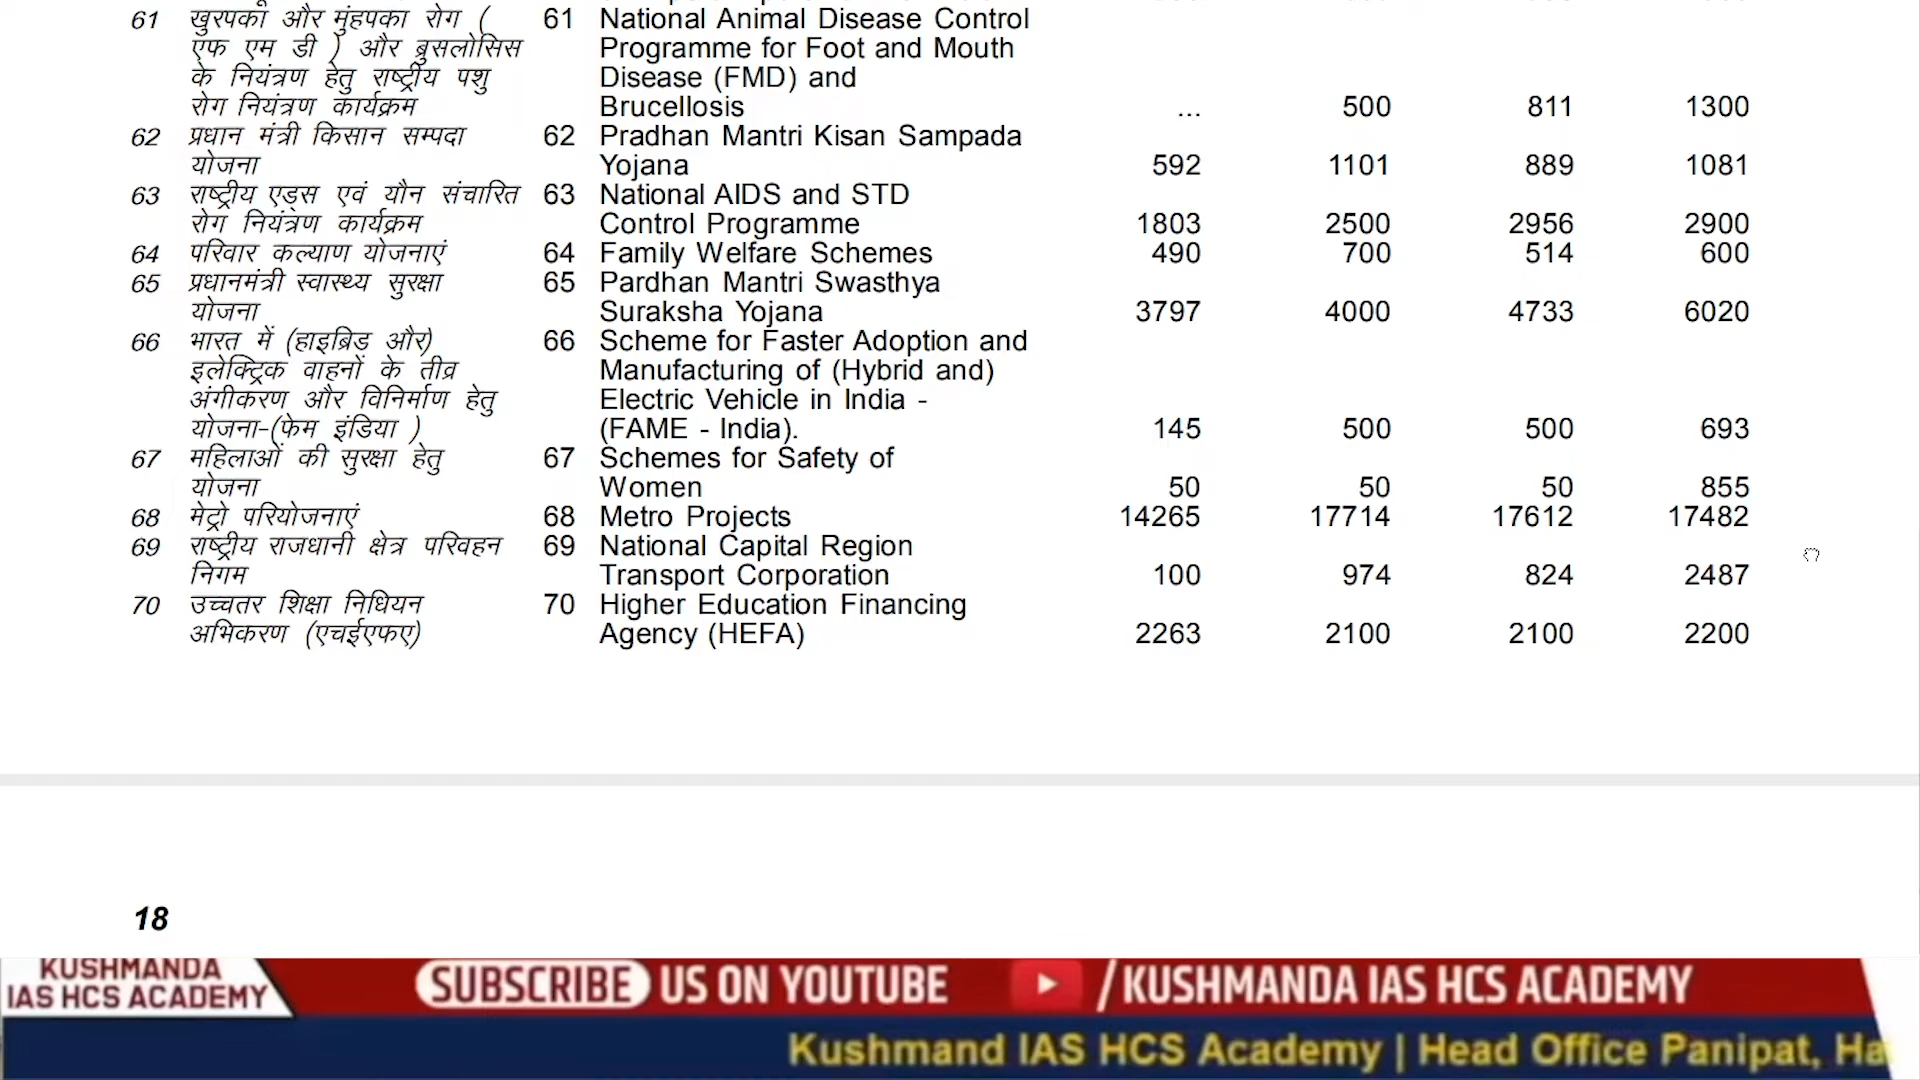 61 खुरपका और मुंहपका रोग ( 61 National Animal Disease Control
एफ एम डी ) और ब्रुसलोसिस Programme for Foot and Mouth
के नियंत्रण हेतु राष्ट्रीय पशु Disease (FMD) and
रोग नियंत्रण कार्यक्रम Brucellosis ... 500 811 1300
62 प्रधान मंत्री किसान सम्पदा 62 Pradhan Mantri Kisan Sampada
योजना Yojana 592 1101 889 1081
63 राष्ट्रीय एड्स एवं यौन संचारित 63 National AIDS and STD
रोग नियंत्रण कार्यक्रम Control Programme 1803 2500 2956 2900
64 परिवार कल्याण योजनाएं 64 Family Welfare Schemes 490 700 514 600
65 प्रधानमंत्री स्वास्थ्य सुरक्षा 65 Pardhan Mantri Swasthya
योजना Suraksha Yojana 3797 4000 4733 6020
66 भारत में (हाइब्रिड और) 66 Scheme for Faster Adoption and
इलेक्ट्रिक वाहनों के तीव्र Manufacturing of (Hybrid and)
अंगीकरण और विनिर्माण हेतु Electric Vehicle in India -
योजना-(फेम इंडिया ) (FAME - India). 145 500 500 693
67 महिलाओं की सुरक्षा हेतु 67 Schemes for Safety of
योजना Women 50 50 50 855
68 मेट्रो परियोजनाएं 68 Metro Projects 14265 17714 17612 17482
69 राष्ट्रीय राजधानी क्षेत्र परिवहन 69 National Capital Region
निगम Transport Corporation 100 974 824 2487
70 उच्चतर शिक्षा निधियन 70 Higher Education Financing
अभिकरण (एचईएफए) Agency (HEFA) 2263 2100 2100 2200
18
KUSHMANDA
IAS HCS ACADEMY
SUBSCRIBE US ON YOUTUBE /KUSHMANDA IAS HCS ACADEMY
Kushmand IAS HCS Academy | Head Office Panipat, Ha